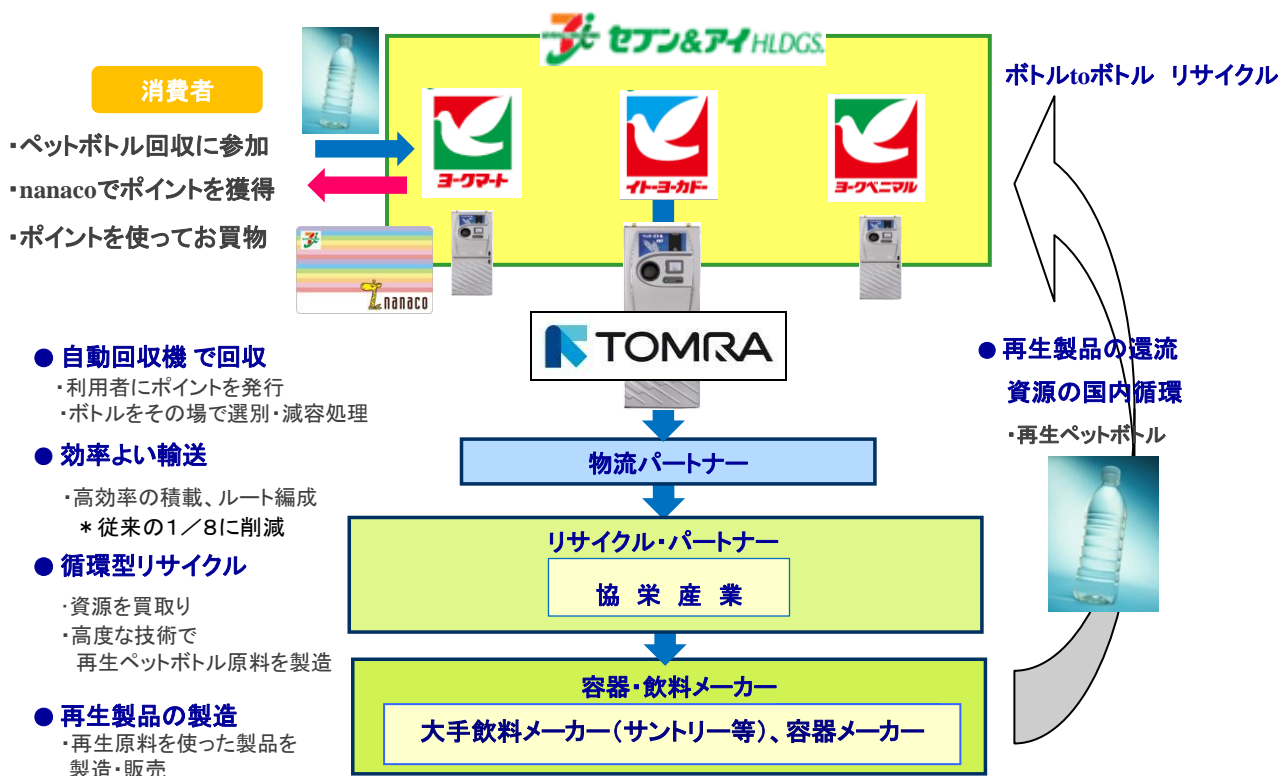 セブン&アイ HLDGS.
消費者
・ペットボトル回収に参加
・nanacoでポイントを獲得
・ポイントを使ってお買物
nanaco
ヨークマート
イトーヨーカドー
ヨークベニマル
TOMRA
ボトルtoボトル リサイクル
● 自動回収機 で回収
・利用者にポイントを発行
・ボトルをその場で選別・減容処理
● 効率よい輸送
・高効率の積載、ルート編成
＊従来の1／8に削減
● 循環型リサイクル
・資源を買取り
・高度な技術で
再生ペットボトル原料を製造
● 再生製品の製造
・再生原料を使った製品を
製造・販売
物流パートナー
リサイクル・パートナー
協 栄 産 業
容器・飲料メーカー
大手飲料メーカー（サントリー等）、容器メーカー
● 再生製品の還流
資源の国内循環
・再生ペットボトル